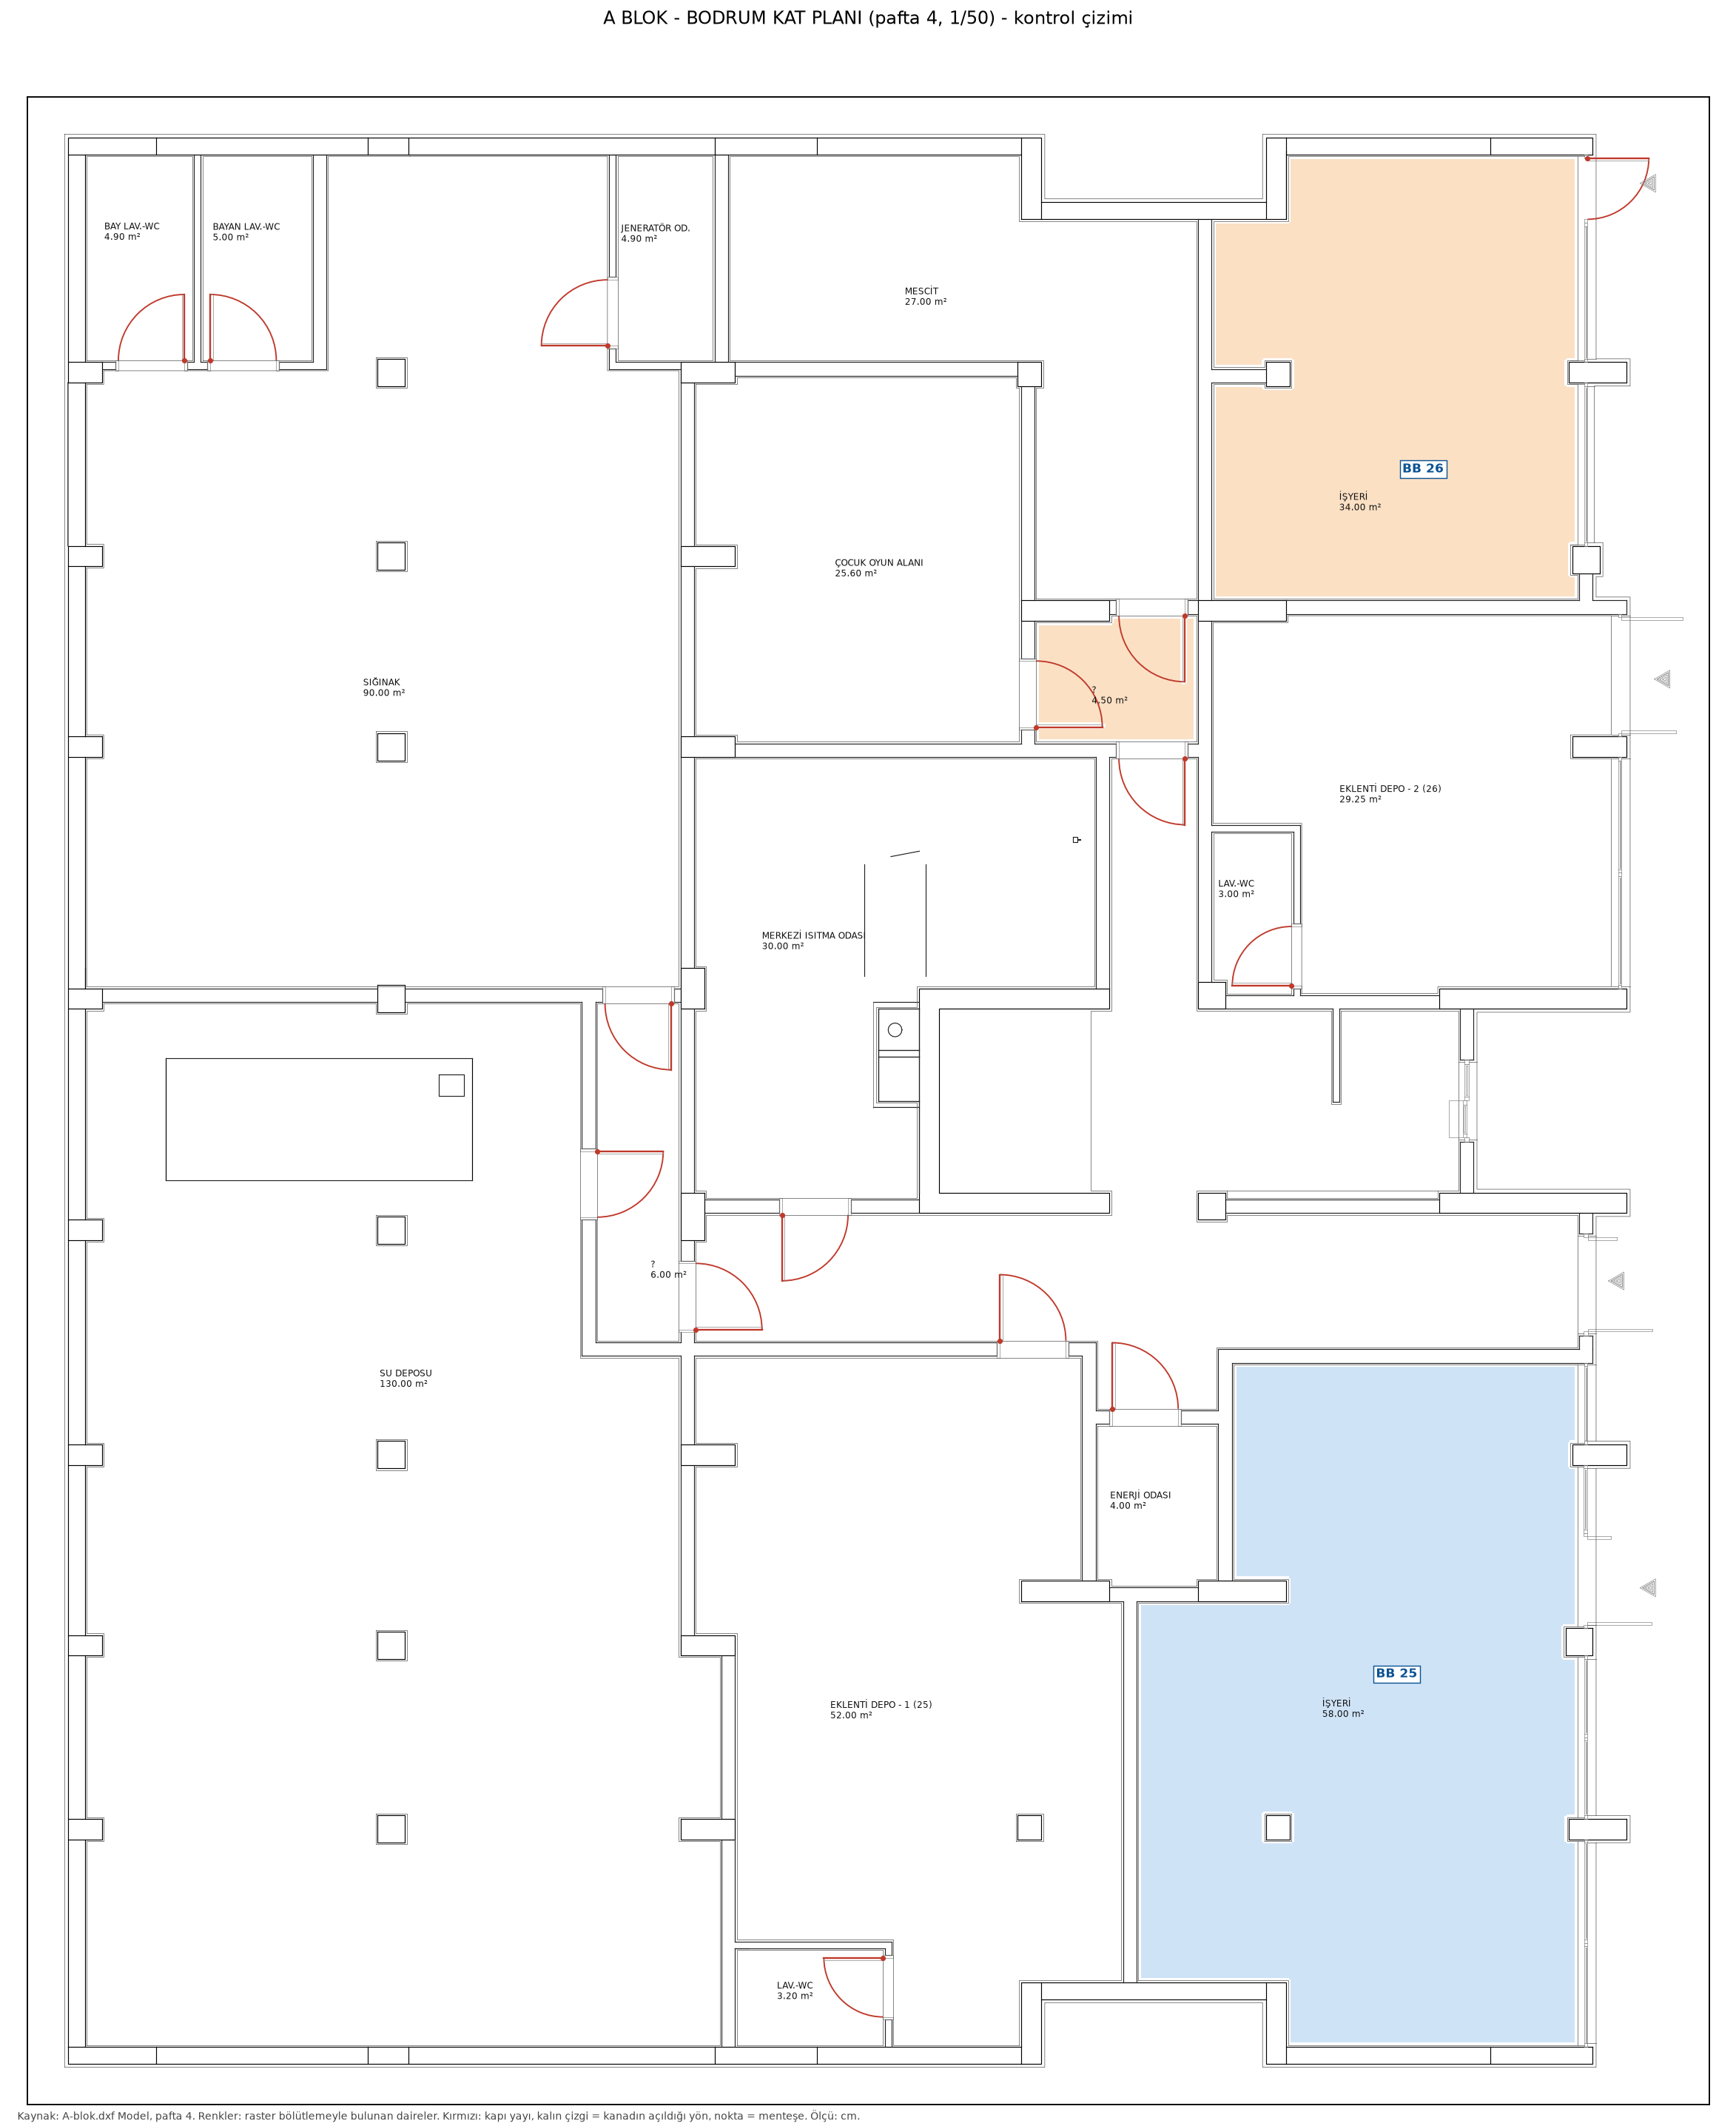 A BLOK - BODRUM KAT PLANI (pafta 4, 1/50) - kontrol çizimi
BAY LAV.-WC
4.90 m²
BAYAN LAV.-WC
5.00 m²
JENERATÖR OD.
4.90 m²
MESCİT
27.00 m²
BB 26
İŞYERİ
34.00 m²
ÇOCUK OYUN ALANI
25.60 m²
SIĞINAK
90.00 m²
?
4.50 m²
EKLENTİ DEPO - 2 (26)
29.25 m²
LAV.-WC
3.00 m²
MERKEZİ ISITMA ODASI
30.00 m²
?
6.00 m²
SU DEPOSU
130.00 m²
ENERJİ ODASI
4.00 m²
BB 25
İŞYERİ
58.00 m²
EKLENTİ DEPO - 1 (25)
52.00 m²
LAV.-WC
3.20 m²
Kaynak: A-blok.dxf Model, pafta 4. Renkler: raster bölütlemeyle bulunan daireler. Kırmızı: kapı yayı, kalın çizgi = kanadın açıldığı yön, nokta = menteşe. Ölçü: cm.